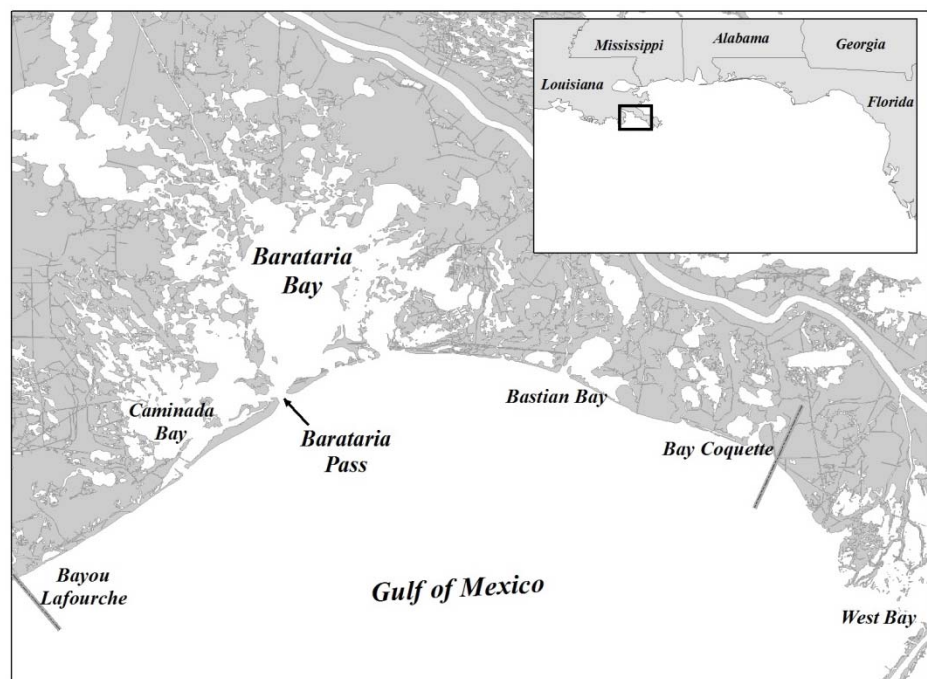 Mississippi
Alabama
Georgia
Louisiana
Florida
Barataria
Bay
Caminada
Bay
Barataria
Pass
Bastian Bay
Bay Coquette
Bayou
Lafourche
Gulf of Mexico
West Bay